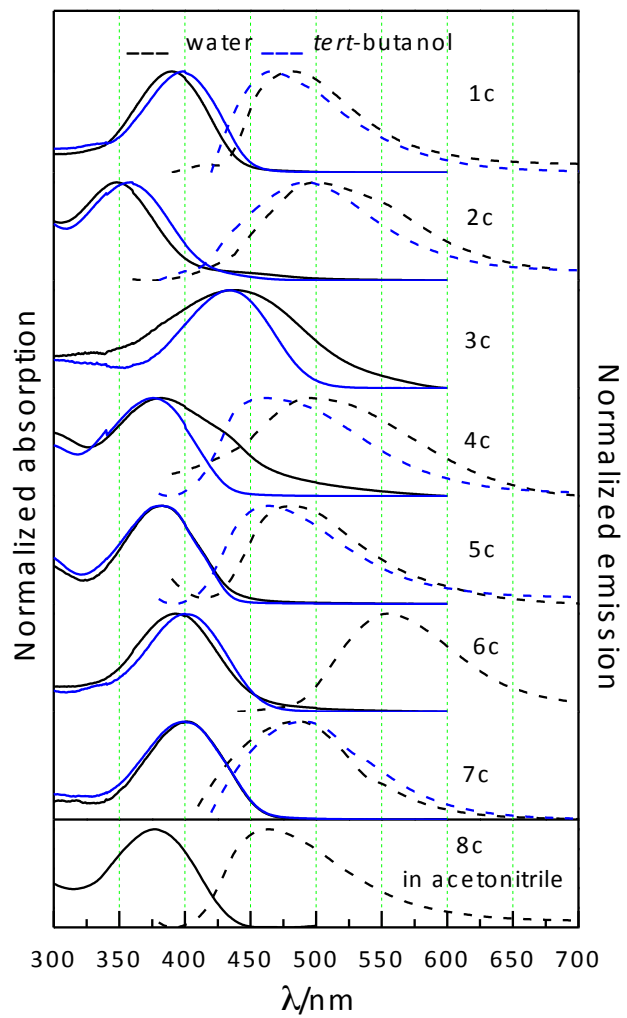 water tert-butanol
1c
2c
3c
4c
5c
6c
7c
8c
in acetonitrile
Normalized absorption
Normalized emission
300 350 400 450 500 550 600 650 700
λ/nm